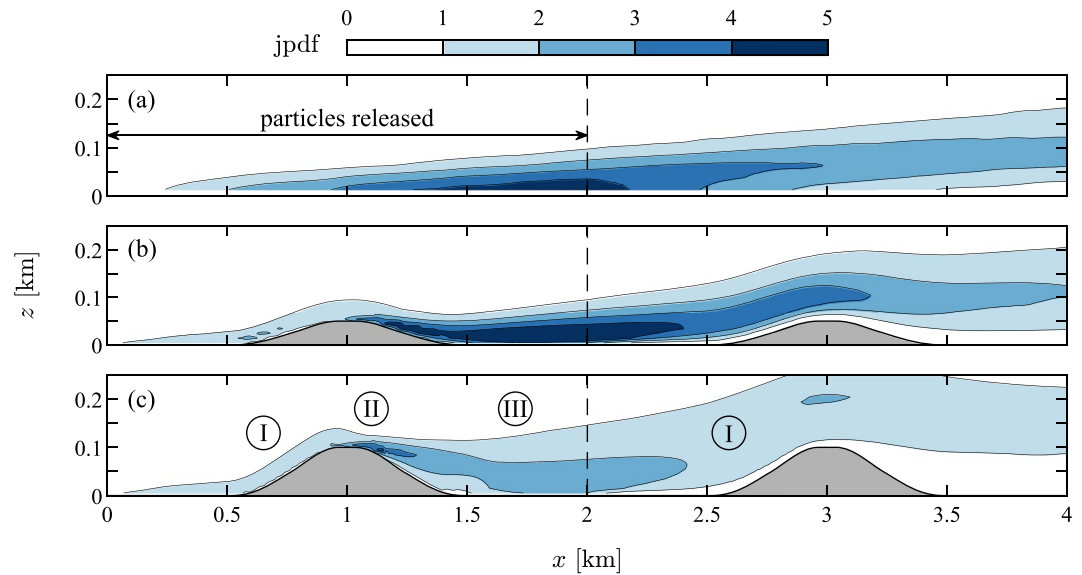 0 1 2 3 4 5
jpdf
(a)
particles released
0.2
0.1
0
(b)
0.2
0.1
0
z [km]
(c)
I II III I
0.2
0.1
0
0 0.5 1 1.5 2 2.5 3 3.5 4
x [km]